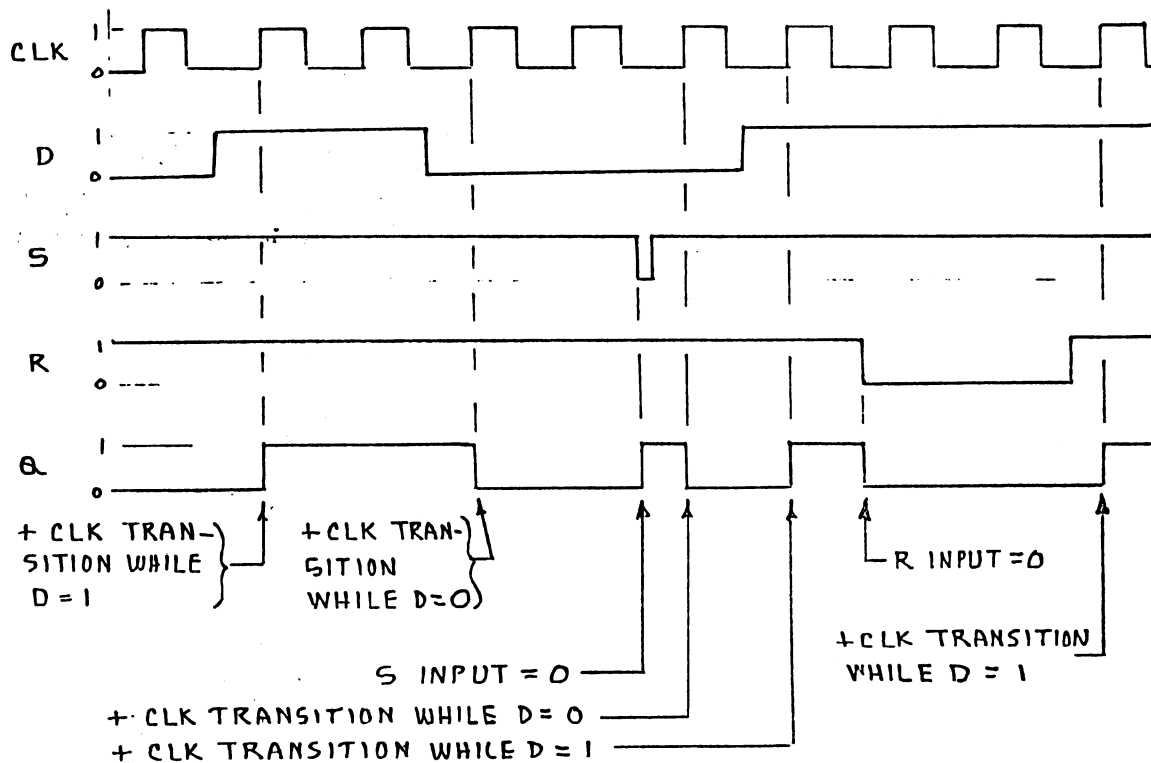 CLK
1
0
D
1
0
S
1
0
R
1
0
Q
1
0
+ CLK TRAN-
SITION WHILE
D = 1
+ CLK TRAN-
SITION
WHILE D=0
R INPUT = 0
+ CLK TRANSITION
WHILE D = 1
S INPUT = 0
+ CLK TRANSITION WHILE D = 0
+ CLK TRANSITION WHILE D = 1